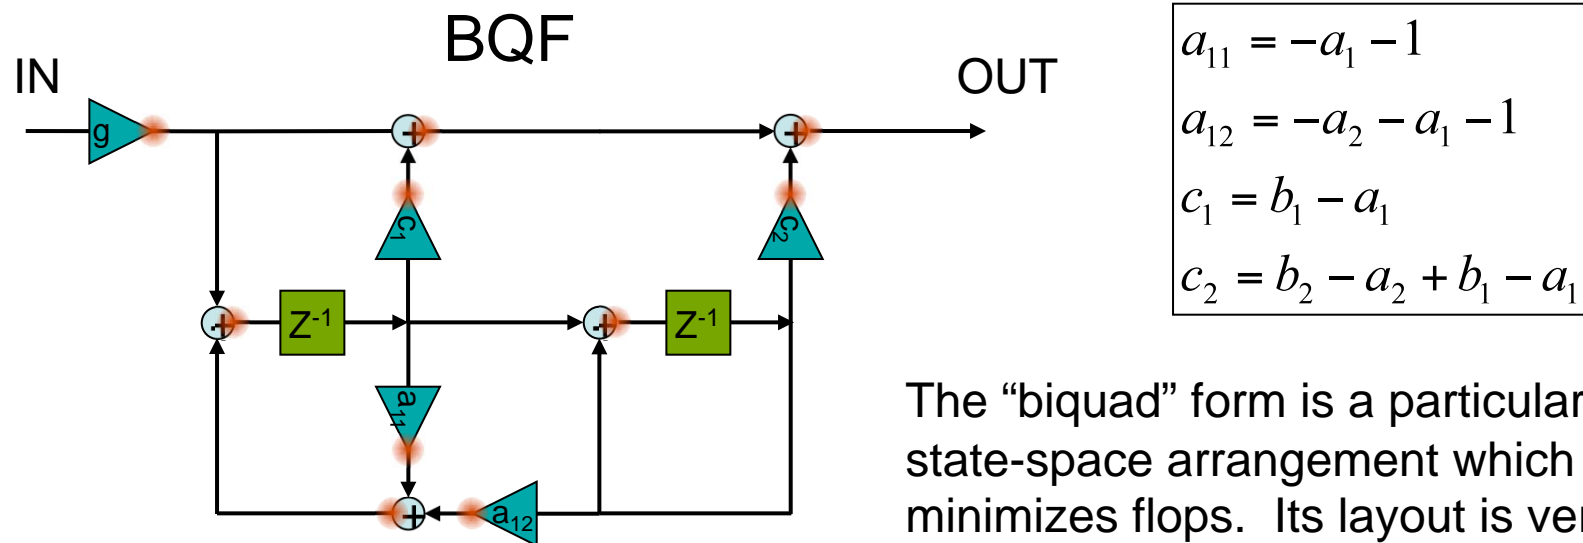 BQF
IN
OUT
g
+
+
c₁
c₂
+
Z⁻¹
+
Z⁻¹
a₁₁
+
a₁₂
a₁₁ = −a₁ − 1
a₁₂ = −a₂ − a₁ − 1
c₁ = b₁ − a₁
c₂ = b₂ − a₂ + b₁ − a₁
The “biquad” form is a particular
state-space arrangement which
minimizes flops. Its layout is ver